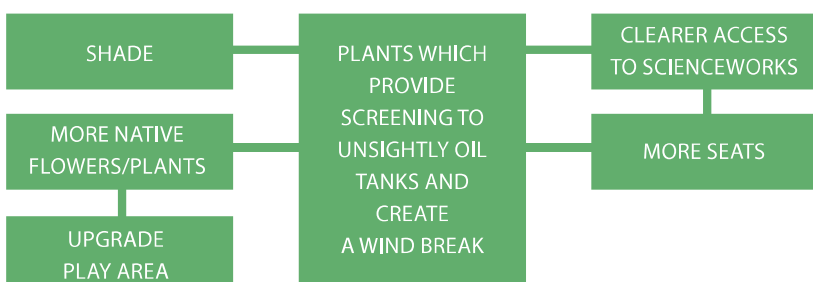 SHADE
MORE NATIVE
FLOWERS/PLANTS
UPGRADE
PLAY AREA
PLANTS WHICH
PROVIDE
SCREENING TO
UNSIGHTLY OIL
TANKS AND
CREATE
A WIND BREAK
CLEARER ACCESS
TO SCIENCEWORKS
MORE SEATS